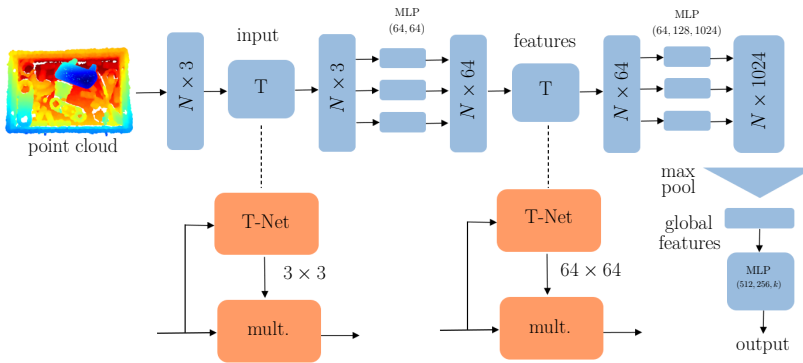 input
features
MLP
(64, 64)
MLP
(64, 128, 1024)
N × 3
T
N × 3
N × 64
T
N × 64
N × 1024
point cloud
max
pool
T-Net
T-Net
global
features
3 × 3
64 × 64
MLP
(512, 256, k)
mult.
mult.
output